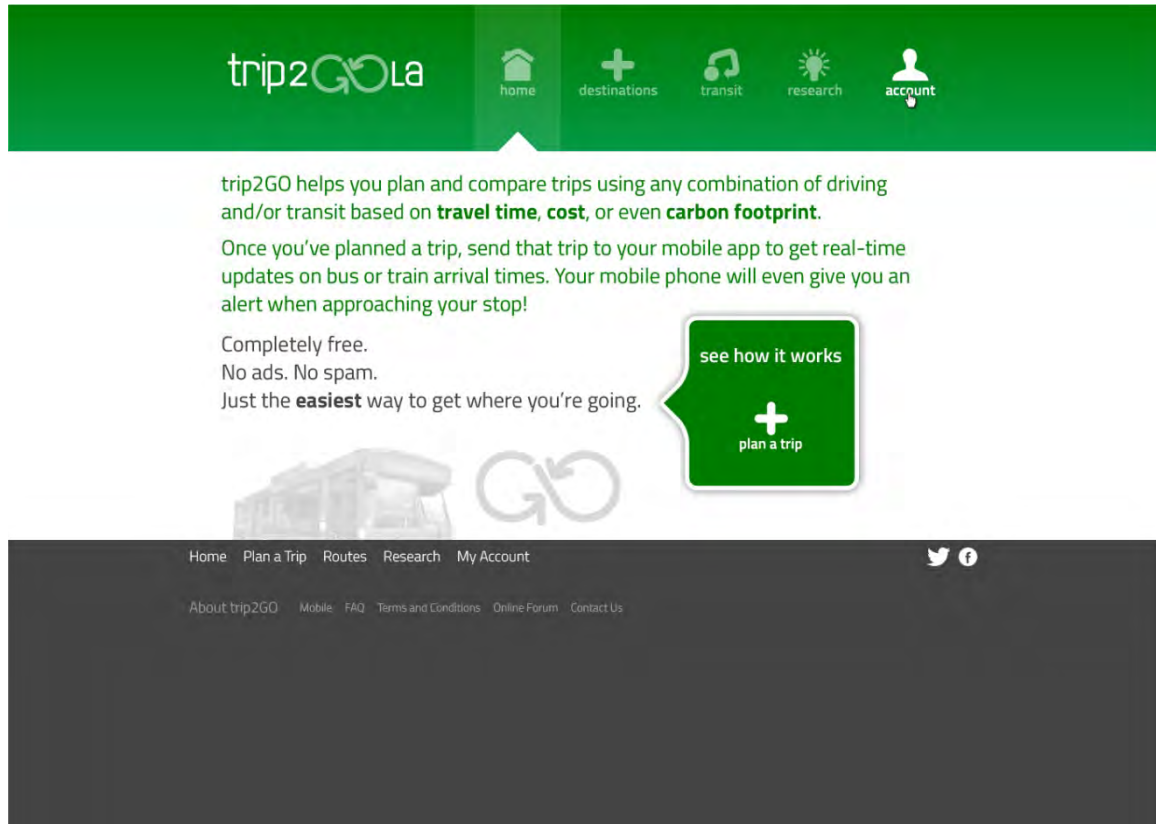 trip2GOLA
home
destinations
transit
research
account
trip2GO helps you plan and compare trips using any combination of driving
and/or transit based on travel time, cost, or even carbon footprint.
Once you've planned a trip, send that trip to your mobile app to get real-time
updates on bus or train arrival times. Your mobile phone will even give you an
alert when approaching your stop!
Completely free.
No ads. No spam.
Just the easiest way to get where you're going.
see how it works
plan a trip
GO
Home Plan a Trip Routes Research My Account
About trip2GO Mobile FAQ Terms and Conditions Online Forum Contact Us